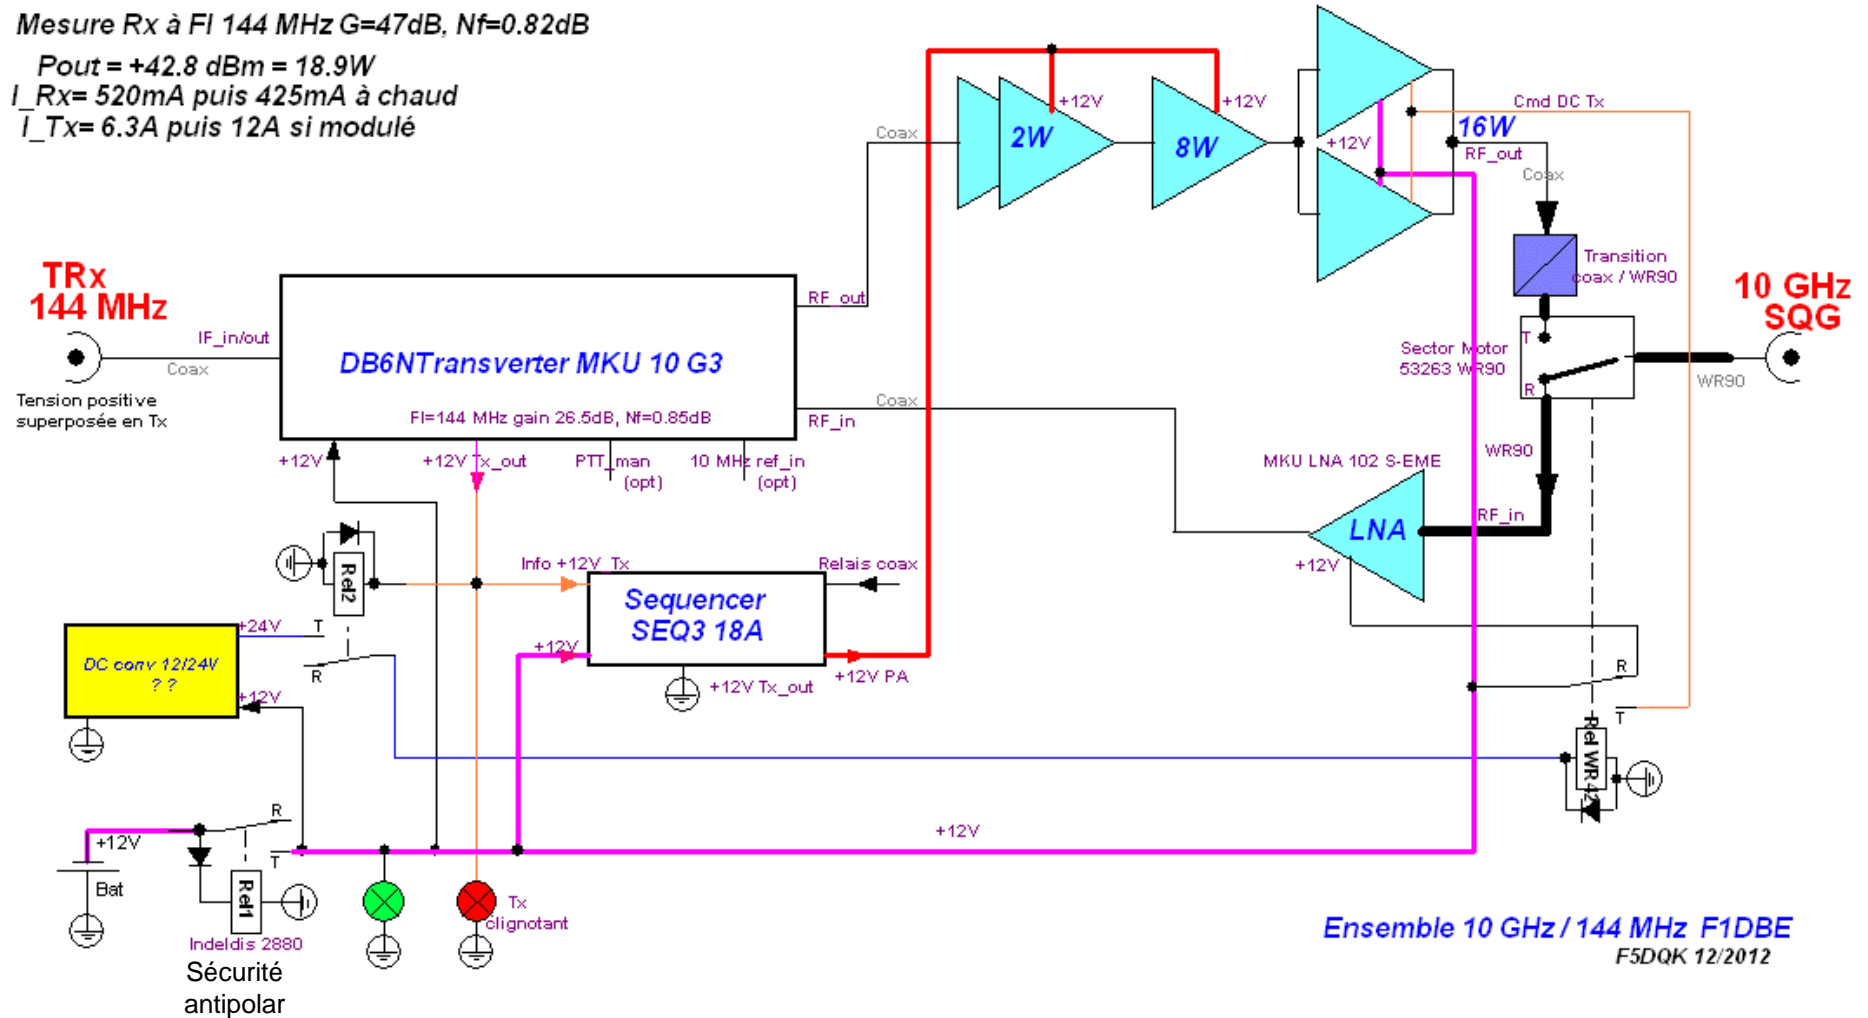 Mesure Rx à FI 144 MHz G=47dB, Nf=0.82dB
Pout = +42.8 dBm = 18.9W
I_Rx= 520mA puis 425mA à chaud
I_Tx= 6.3A puis 12A si modulé
+12V
+12V
Cmd DC Tx
Coax
2W
8W
+12V
16W
RF_out
Coax
TRx
144 MHz
RF_out
Transition
coax / WR90
10 GHz
SQG
IF_in/out
Coax
DB6NTransverter MKU 10 G3
T
Sector Motor
53263 WR90
R
WR90
Tension positive
superposée en Tx
FI=144 MHz gain 26.5dB, Nf=0.85dB
Coax
RF_in
+12V
+12V Tx_out
PTT_man
(opt)
10 MHz ref_in
(opt)
MKU LNA 102 S-EME
WR90
LNA
RF_in
+12V
Rel2
Info +12V_Tx
Relais coax
Sequencer
SEQ3 18A
+24V
T
R
+12V
+12V PA
+12V Tx_out
DC conv 12/24V
? ?
+12V
R
T
Rel WR42
R
+12V
T
+12V
Bat
Rel1
Tx
clignotant
Indeldis 2880
Sécurité
antipolar
Ensemble 10 GHz / 144 MHz F1DBE
F5DQK 12/2012